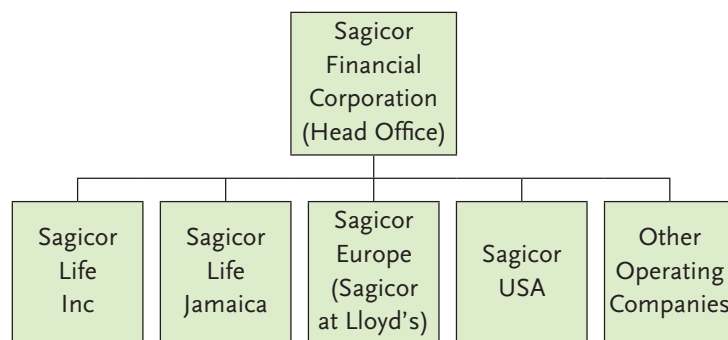 Sagicor
Financial
Corporation
(Head Office)
Sagicor
Life
Inc
Sagicor
Life
Jamaica
Sagicor
Europe
(Sagicor
at Lloyd's)
Sagicor
USA
Other
Operating
Companies